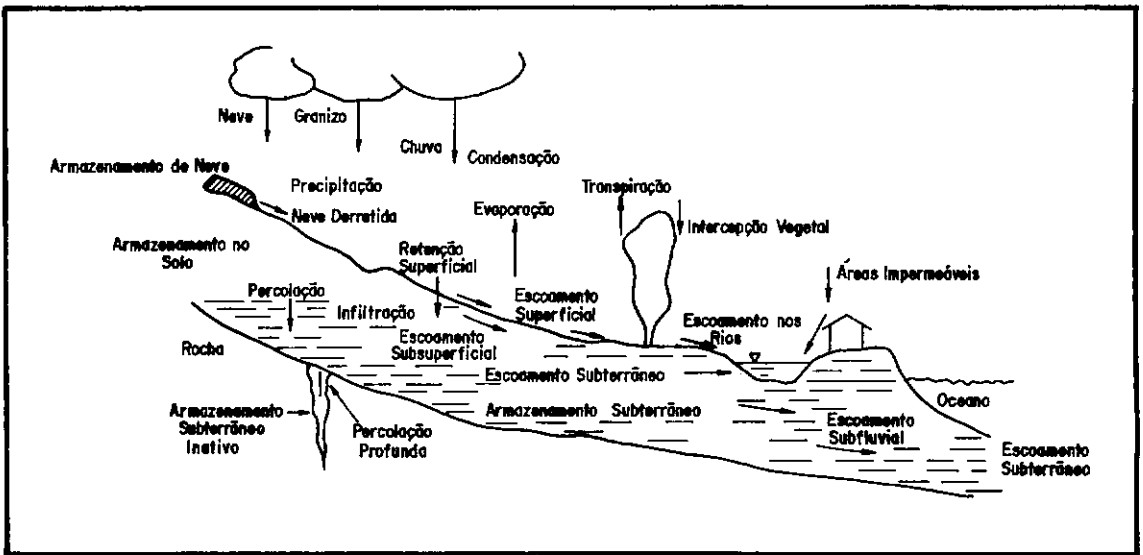 Neve
Granizo
Chuva
Condensação
Armazenamento de Neve
Precipitação
Neve Derretida
Transpiração
Evaporação
Intercepção Vegetal
Armazenamento no
Solo
Retenção
Superficial
Áreas Impermeáveis
Percolação
Infiltração
Escoamento
Superficial
Escoamento nos
Rios
Rocha
Escoamento
Subsuperficial
Escoamento Subterrâneo
Oceano
Armazenamento
Subterrâneo
Inativo
Percolação
Profunda
Armazenamento Subterrâneo
Escoamento
Subfluvial
Escoamento
Subterrâneo